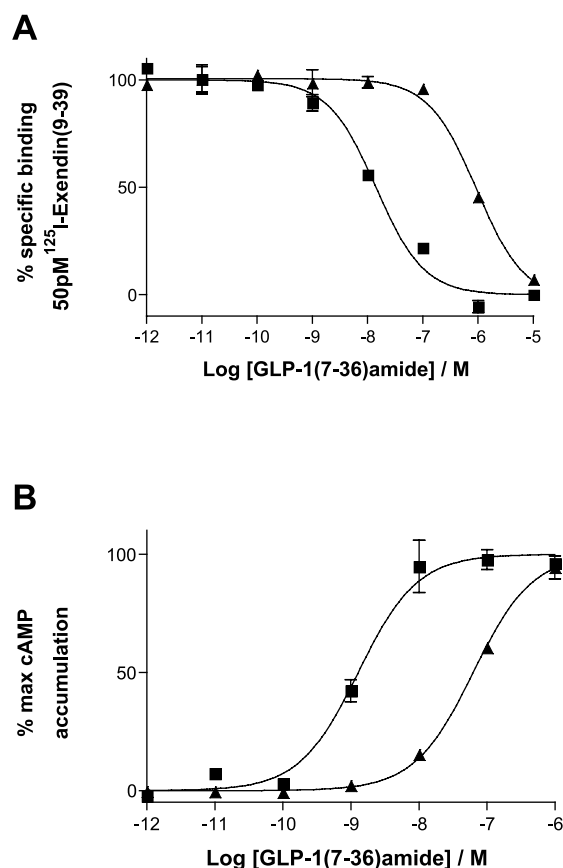 A
% specific binding
50pM ¹²⁵I-Exendin(9-39)
100
50
0
-12 -11 -10 -9 -8 -7 -6 -5
Log [GLP-1(7-36)amide] / M
B
% max cAMP
accumulation
100
50
0
-12 -11 -10 -9 -8 -7 -6
Log [GLP-1(7-36)amide] / M